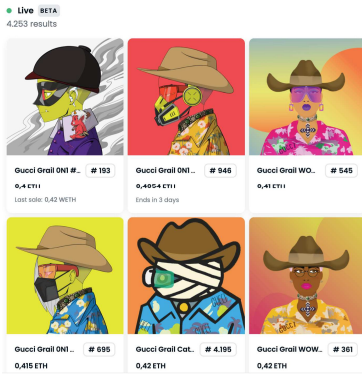 Live BETA
4.253 results
Gucci Grail 0N1 #... # 193
0,4 ETH
Last sale: 0,42 WETH
Gucci Grail 0N1 ... # 946
0,4054 ETH
Ends in 3 days
Gucci Grail WO... # 545
0,41 ETH
Gucci Grail 0N1 ... # 695
0,415 ETH
Gucci Grail Cat... # 4.195
0,42 ETH
Gucci Grail WOW... # 361
0,42 ETH